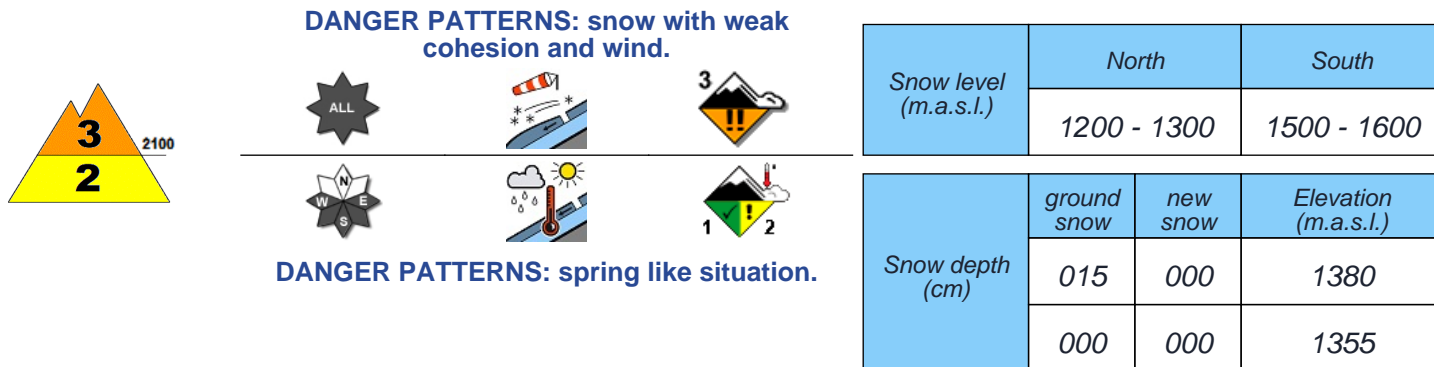 DANGER PATTERNS: snow with weak
cohesion and wind.
3
2100
2
ALL
3
!!
N
W E
S
1 ! 2
DANGER PATTERNS: spring like situation.
Snow level
(m.a.s.l.)
North South
1200 - 1300 1500 - 1600
Snow depth
(cm)
ground
snow
new
snow
Elevation
(m.a.s.l.)
015 000 1380
000 000 1355